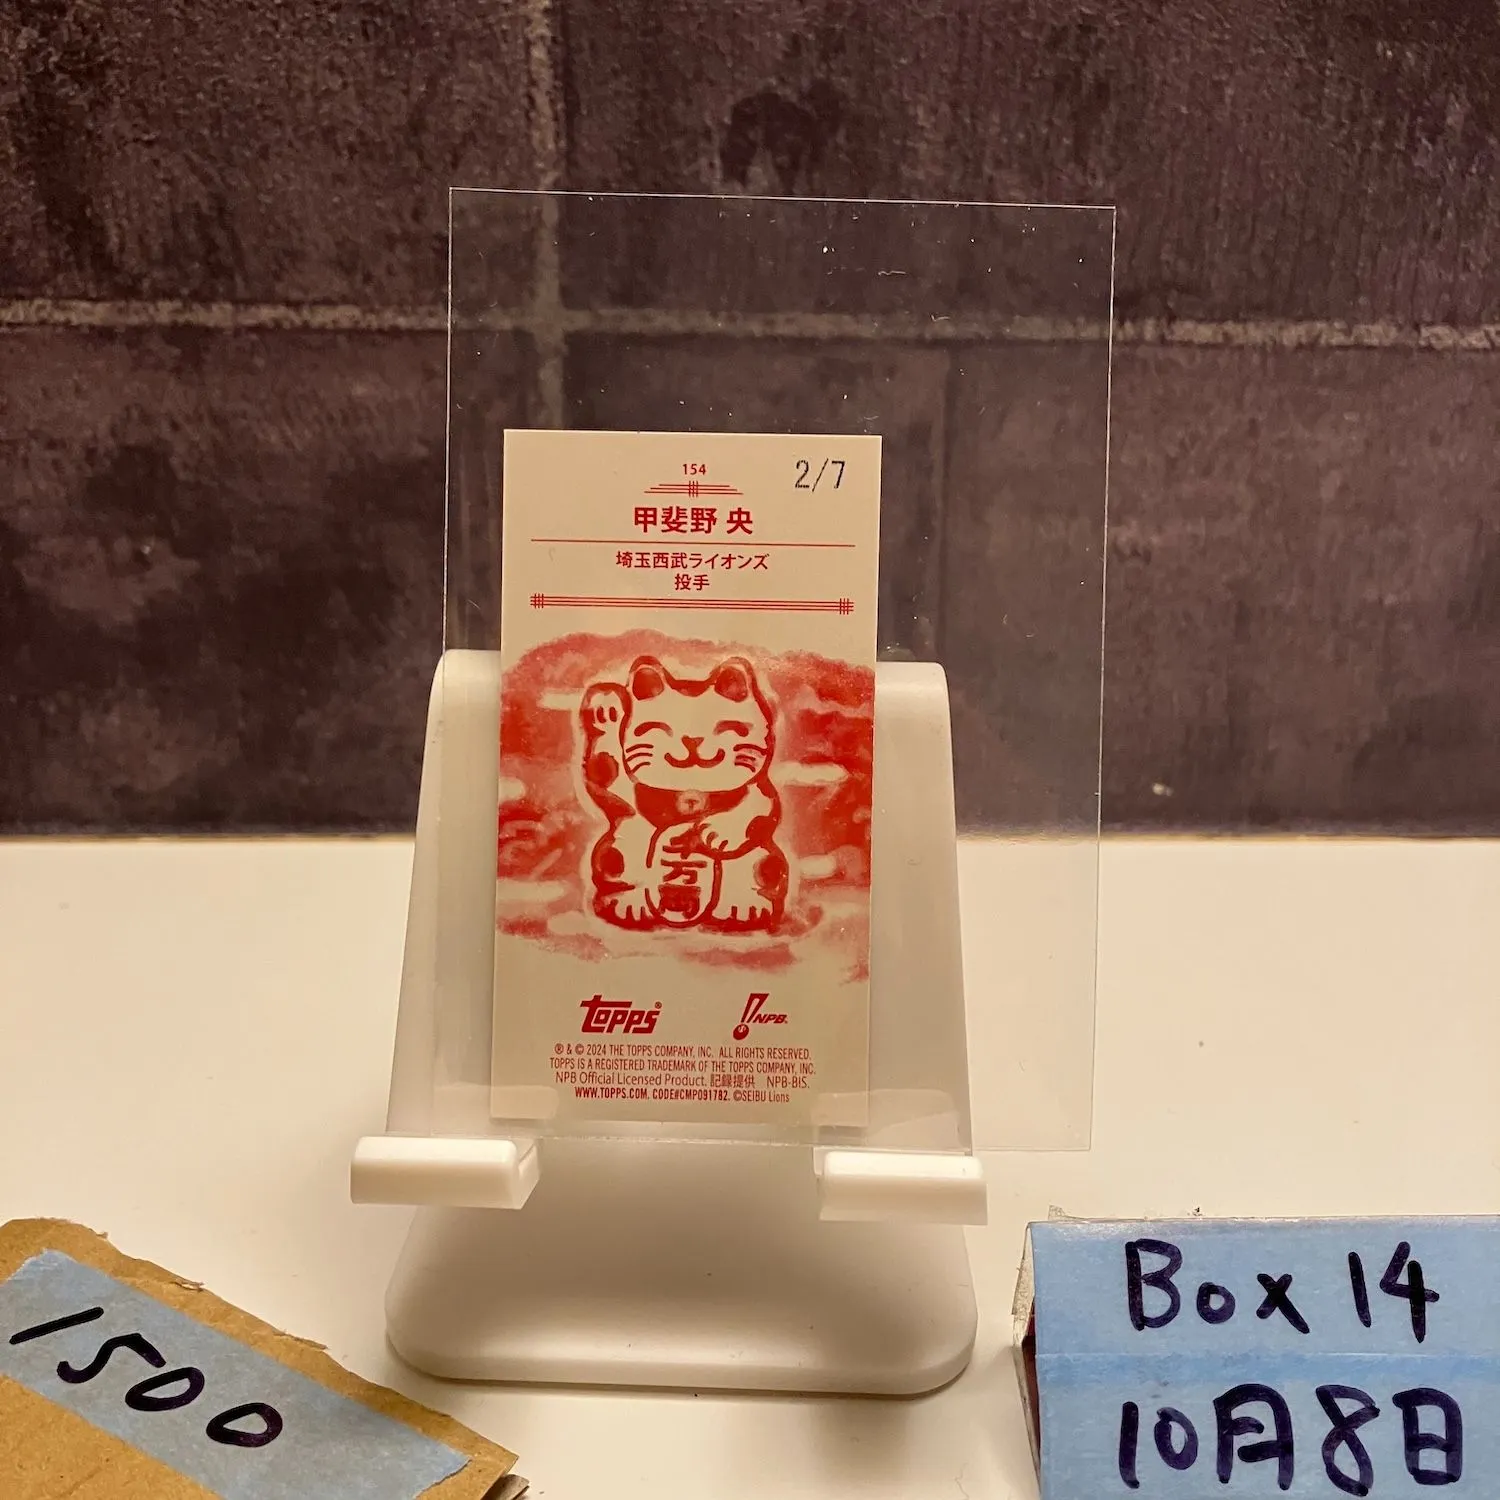 154
2/7
甲斐野 央
埼玉西武ライオンズ
投手
千万両
Topps®
NPB®
® & © 2024 THE TOPPS COMPANY, INC. ALL RIGHTS RESERVED.
TOPPS IS A REGISTERED TRADEMARK OF THE TOPPS COMPANY, INC.
NPB Official Licensed Product. 記録提供 NPB-BIS.
WWW.TOPPS.COM. CODE#CMP091782. ©SEIBU Lions
1500
Box 14
10月8日